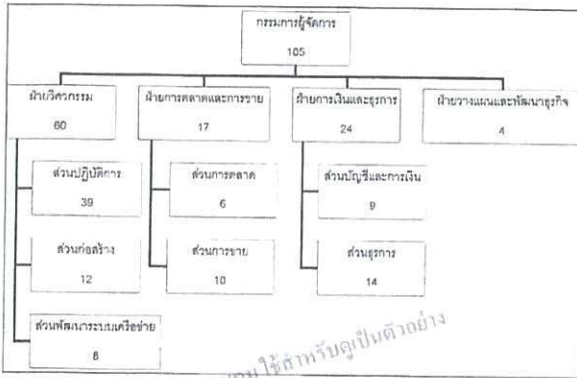 กรรมการผู้จัดการ
105
ฝ่ายวิศวกรรม
60
ฝ่ายการตลาดและการขาย
17
ฝ่ายการเงินและธุรการ
24
ฝ่ายวางแผนและพัฒนาธุรกิจ
4
ส่วนปฏิบัติการ
39
ส่วนการตลาด
6
ส่วนบัญชีและการเงิน
9
ส่วนก่อสร้าง
12
ส่วนการขาย
10
ส่วนธุรการ
14
ส่วนพัฒนาระบบเครือข่าย
8
ใช้สำหรับดูเป็นตัวอย่าง